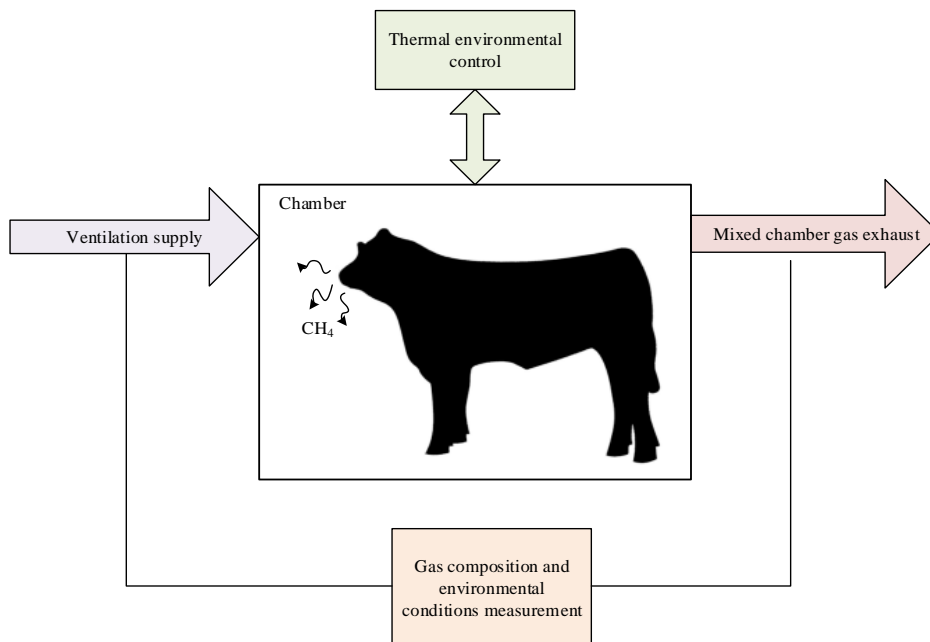 Thermal environmental
control
Chamber
Ventilation supply
Mixed chamber gas exhaust
CH₄
Gas composition and
environmental
conditions measurement